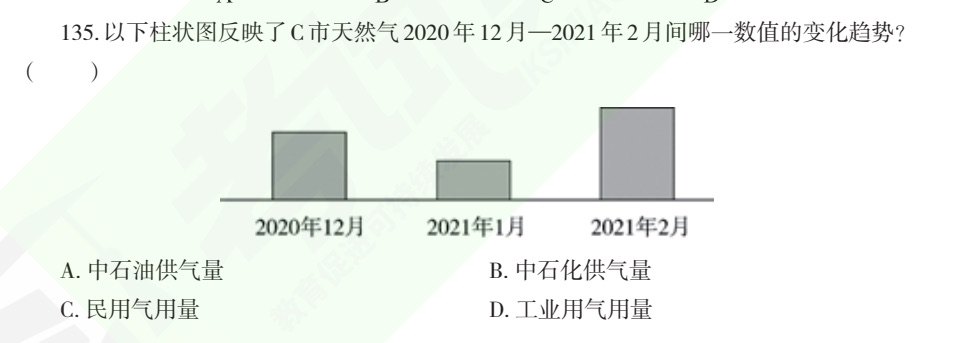 135. 以下柱状图反映了C市天然气2020年12月—2021年2月间哪一数值的变化趋势?
(  )
2020年12月 2021年1月 2021年2月
A. 中石油供气量 B. 中石化供气量
C. 民用气用量 D. 工业用气用量